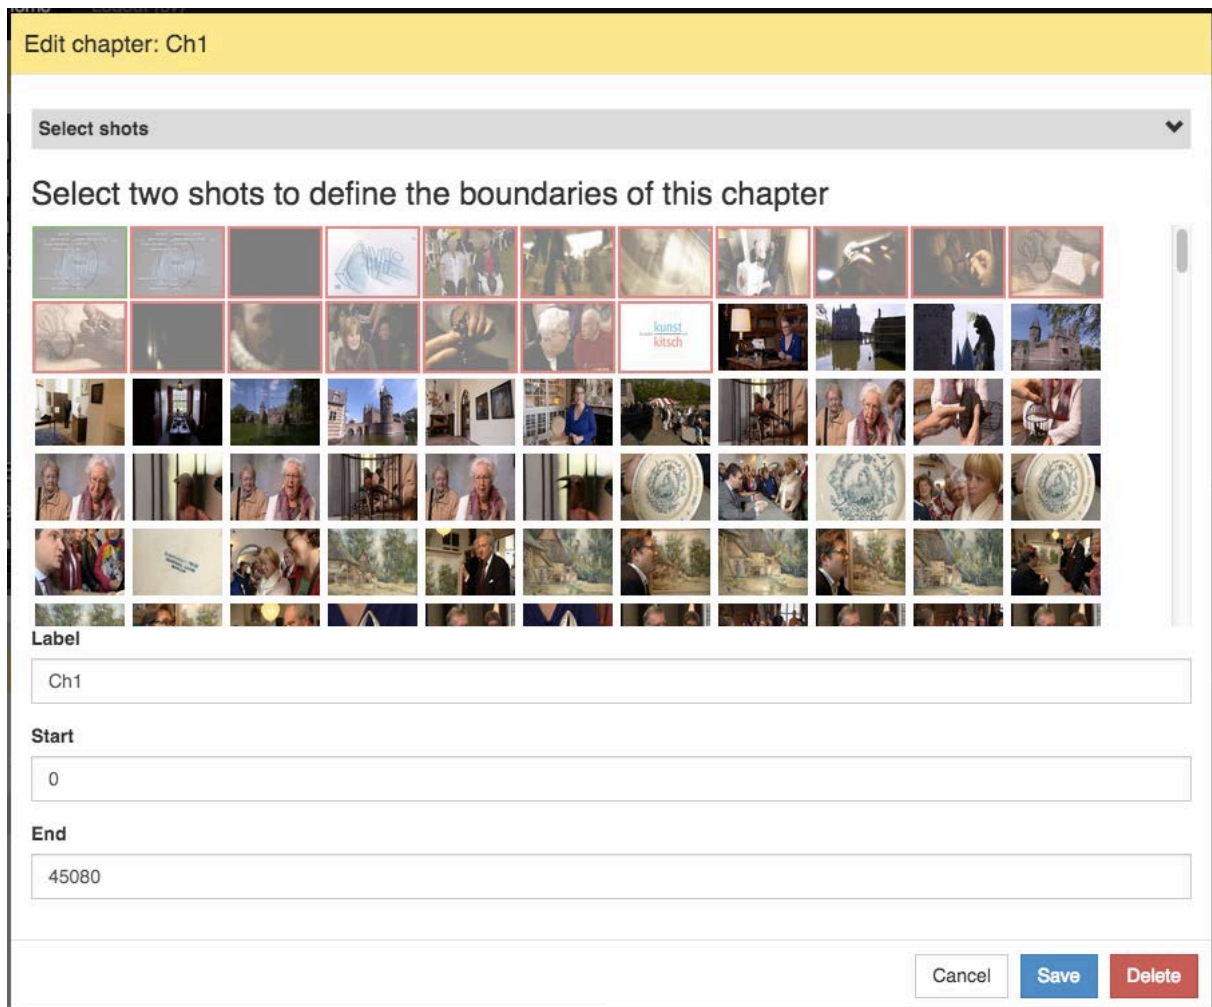 Edit chapter: Ch1
Select shots
Select two shots to define the boundaries of this chapter
kunst
kitsch
Label
Ch1
Start
0
End
45080
Cancel Save Delete